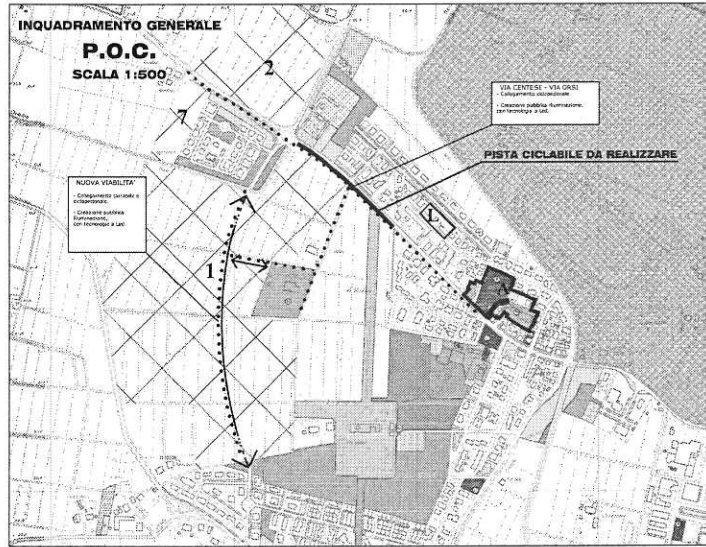 INQUADRAMENTO GENERALE
P.O.C.
SCALA 1:500
2
7
VIA CENTESE - VIA ORSI
- Collegamento ciclopedonale
- Creazione pubblica illuminazione,
con tecnologia a Led.
PISTA CICLABILE DA REALIZZARE
NUOVA VIABILITA'
- Collegamento carrabile e
ciclopedonale.
- Creazione pubblica
illuminazione,
con tecnologia a Led.
L
1
A